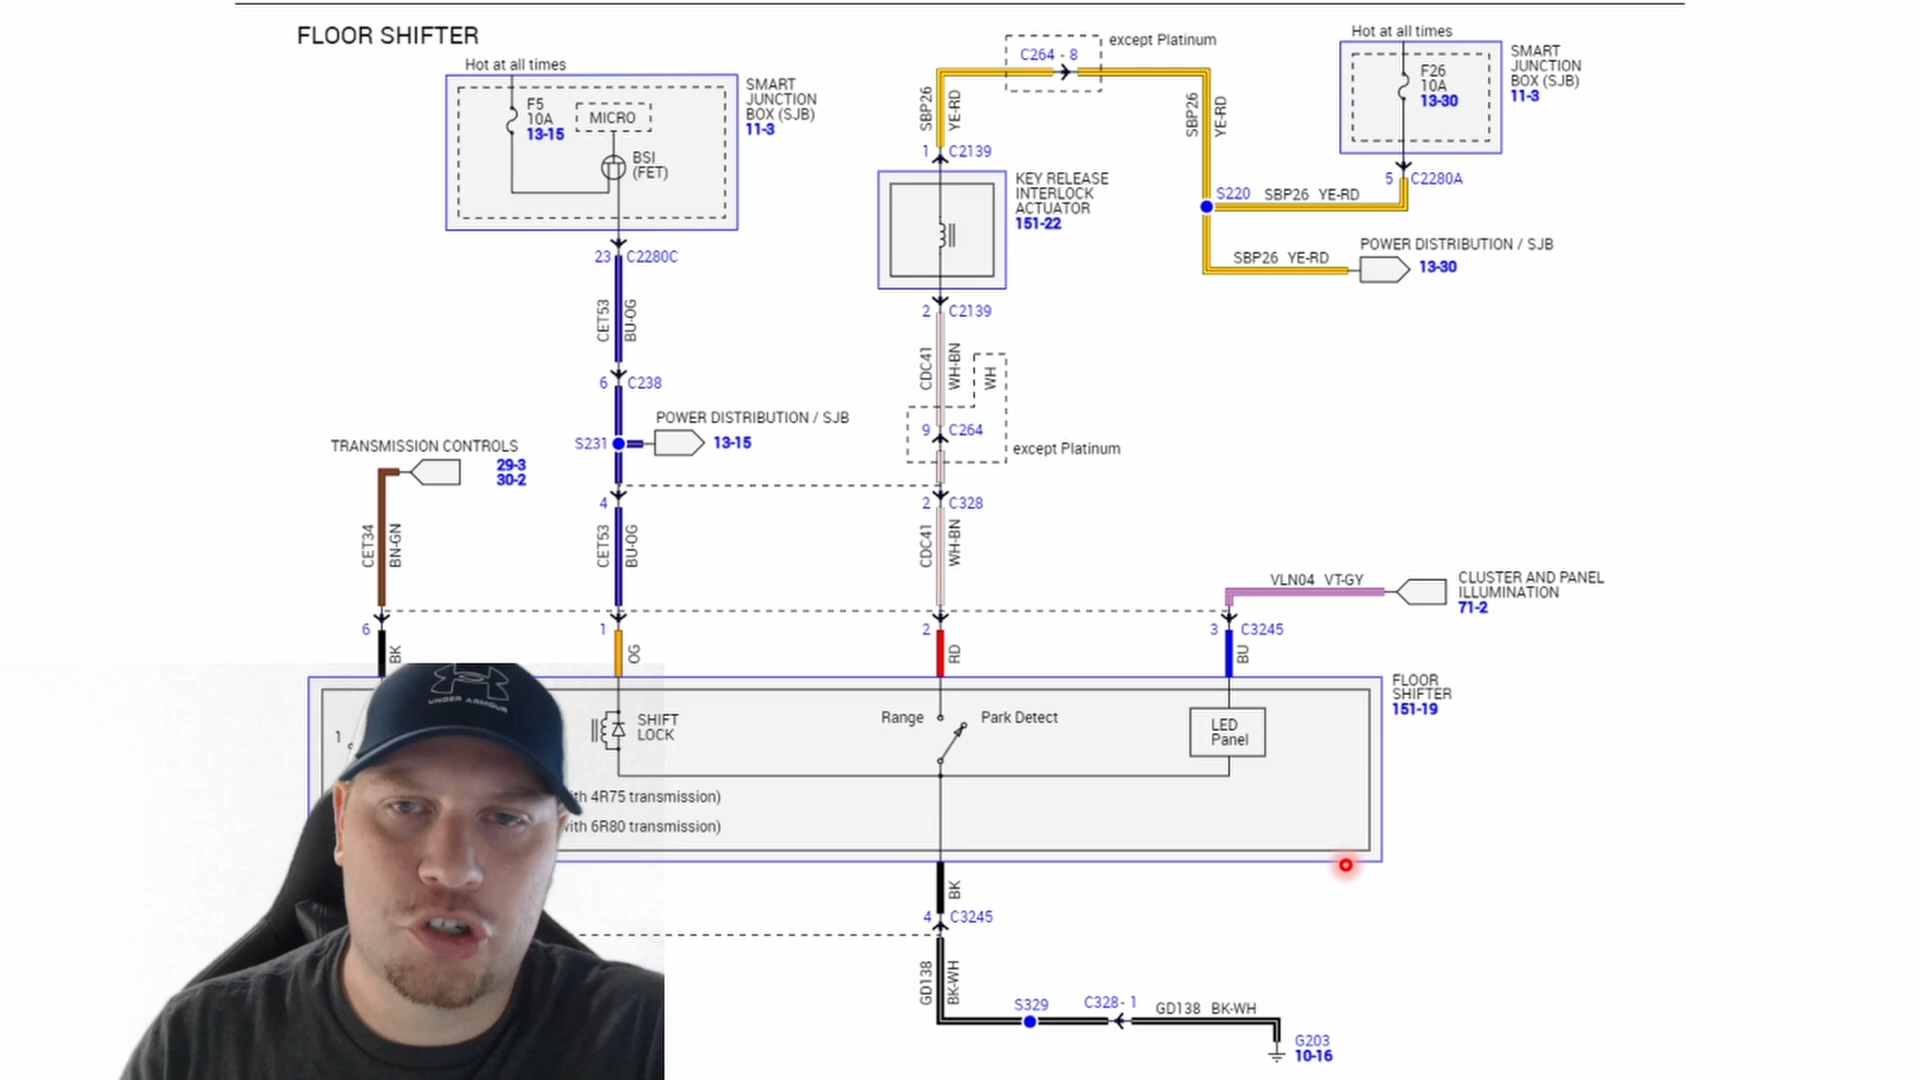 FLOOR SHIFTER
Hot at all times
F5
10A
13-15
MICRO
BSI
(FET)
SMART
JUNCTION
BOX (SJB)
11-3
23 C2280C
CET53
BU-OG
6 C238
S231
POWER DISTRIBUTION / SJB
13-15
TRANSMISSION CONTROLS
29-3
30-2
CET34
BN-GN
4
CET53
BU-OG
C264 - 8
except Platinum
SBP26
YE-RD
1 C2139
KEY RELEASE
INTERLOCK
ACTUATOR
151-22
2 C2139
CDC41
WH-BN
WH
9 C264
except Platinum
2 C328
CDC41
WH-BN
SBP26
YE-RD
Hot at all times
F26
10A
13-30
SMART
JUNCTION
BOX (SJB)
11-3
5 C2280A
S220 SBP26 YE-RD
SBP26 YE-RD
POWER DISTRIBUTION / SJB
13-30
VLN04 VT-GY
CLUSTER AND PANEL
ILLUMINATION
71-2
6
1
2
3 C3245
BK
OG
RD
BU
FLOOR
SHIFTER
151-19
1
SHIFT
LOCK
Range
Park Detect
LED
Panel
with 4R75 transmission)
with 6R80 transmission)
UNDER ARMOUR
BK
4 C3245
GD138
BK-WH
S329
C328- 1
GD138 BK-WH
G203
10-16